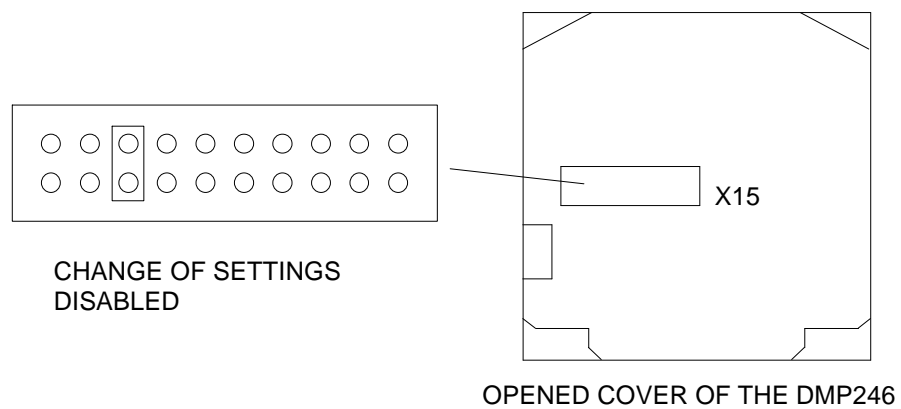 X15
CHANGE OF SETTINGS
DISABLED
OPENED COVER OF THE DMP246